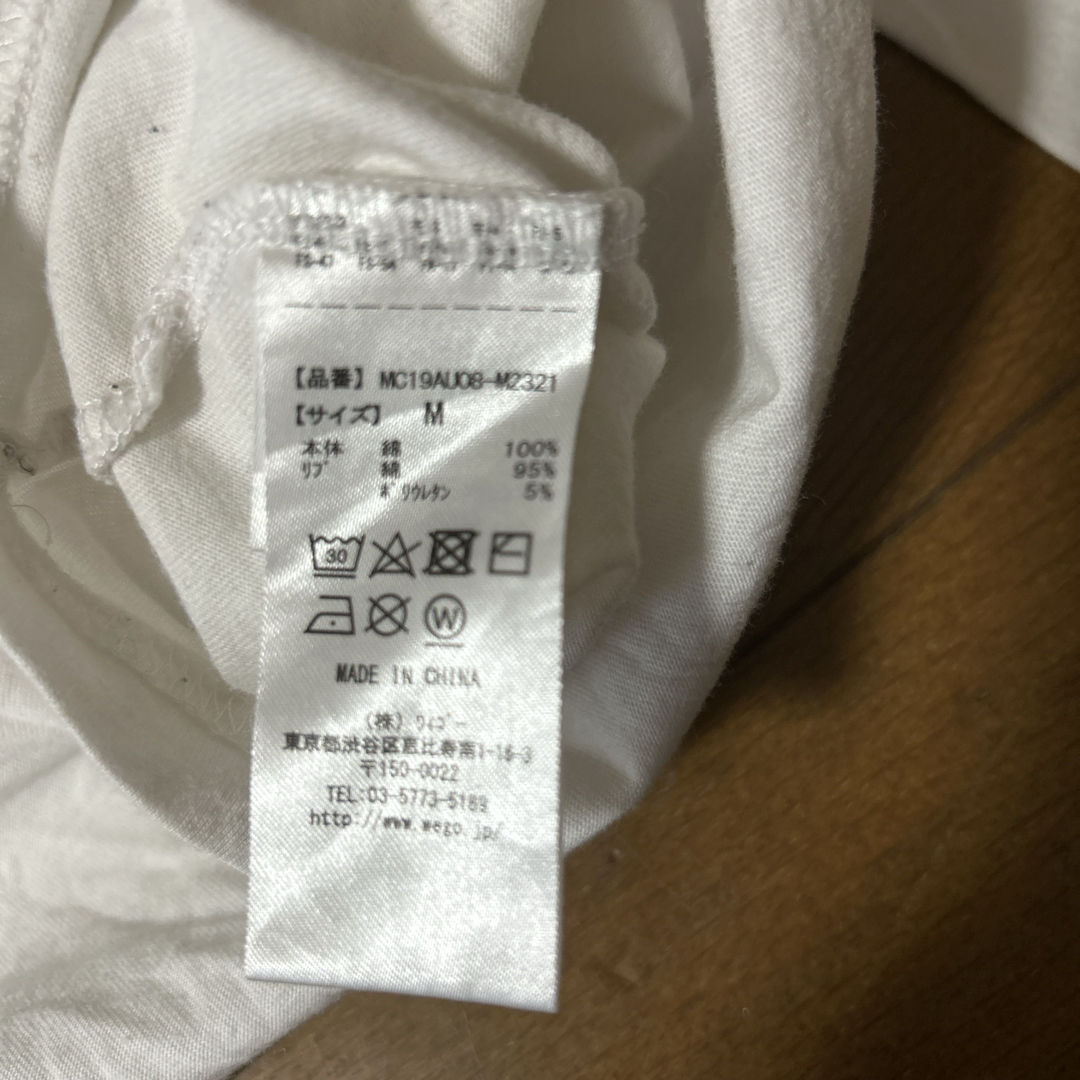 【品番】 MC19AU08-M2321
【サイズ】 M
本体 綿 100%
リブ 綿 95%
ポリウレタン 5%
30
W
MADE IN CHINA
(株)ウィゴー
東京都渋谷区恵比寿南1-16-3
〒150-0022
TEL:03-5773-5189
http://www.wego.jp/